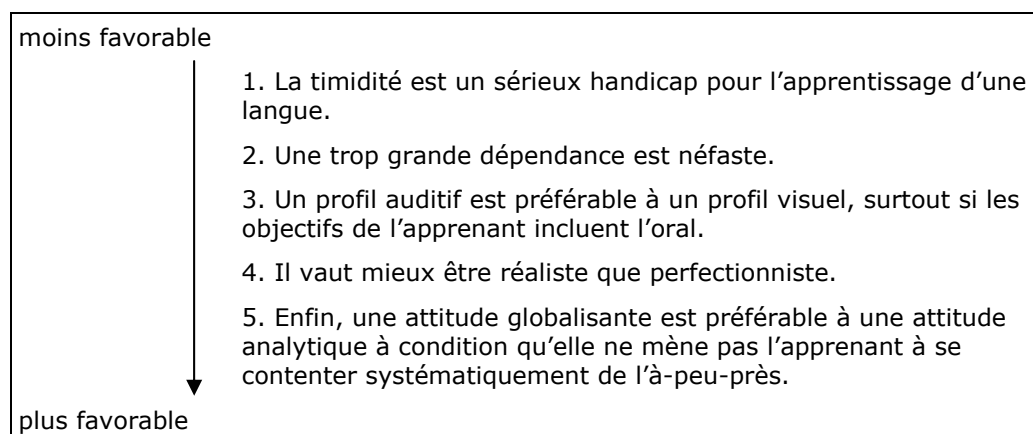 moins favorable
1. La timidité est un sérieux handicap pour l’apprentissage d’une
langue.
2. Une trop grande dépendance est néfaste.
3. Un profil auditif est préférable à un profil visuel, surtout si les
objectifs de l’apprenant incluent l’oral.
4. Il vaut mieux être réaliste que perfectionniste.
5. Enfin, une attitude globalisante est préférable à une attitude
analytique à condition qu’elle ne mène pas l’apprenant à se
contenter systématiquement de l’à-peu-près.
plus favorable